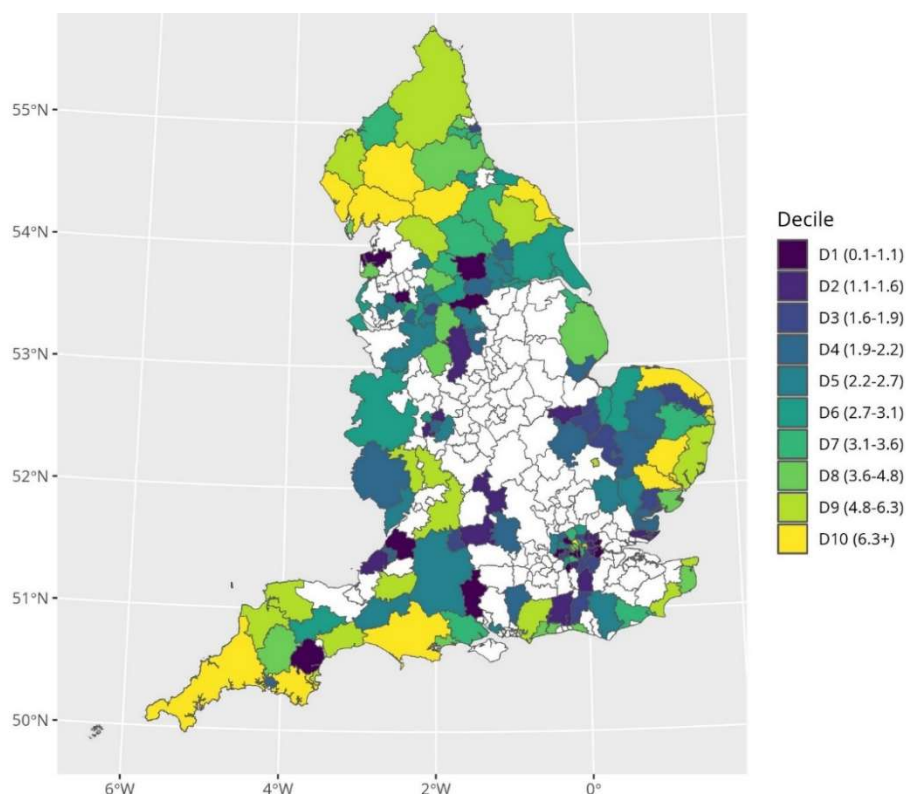 55°N
54°N
53°N
52°N
51°N
50°N
6°W
4°W
2°W
0°
Decile
D1 (0.1-1.1)
D2 (1.1-1.6)
D3 (1.6-1.9)
D4 (1.9-2.2)
D5 (2.2-2.7)
D6 (2.7-3.1)
D7 (3.1-3.6)
D8 (3.6-4.8)
D9 (4.8-6.3)
D10 (6.3+)